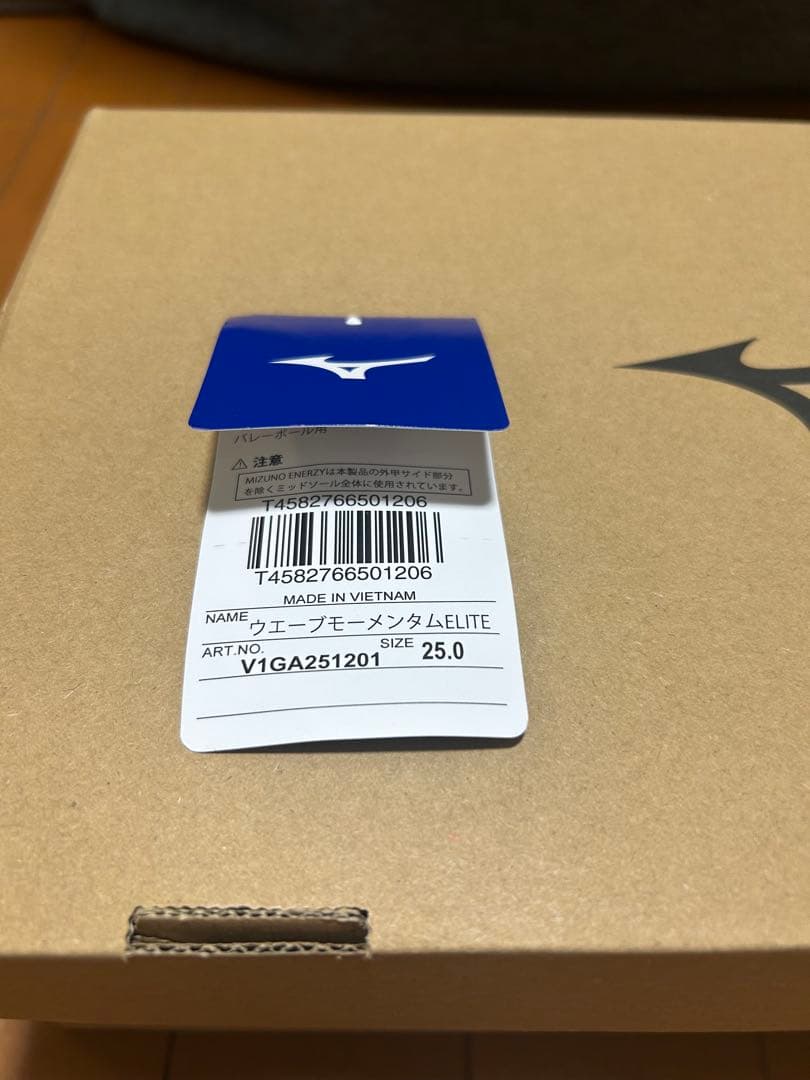 バレーボール用
⚠ 注意
MIZUNO ENERZYは本製品の外甲サイド部分
を除くミッドソール全体に使用されています。
T4582766501206
T4582766501206
MADE IN VIETNAM
NAME ウエーブモーメンタムELITE
ART.NO. V1GA251201 SIZE 25.0